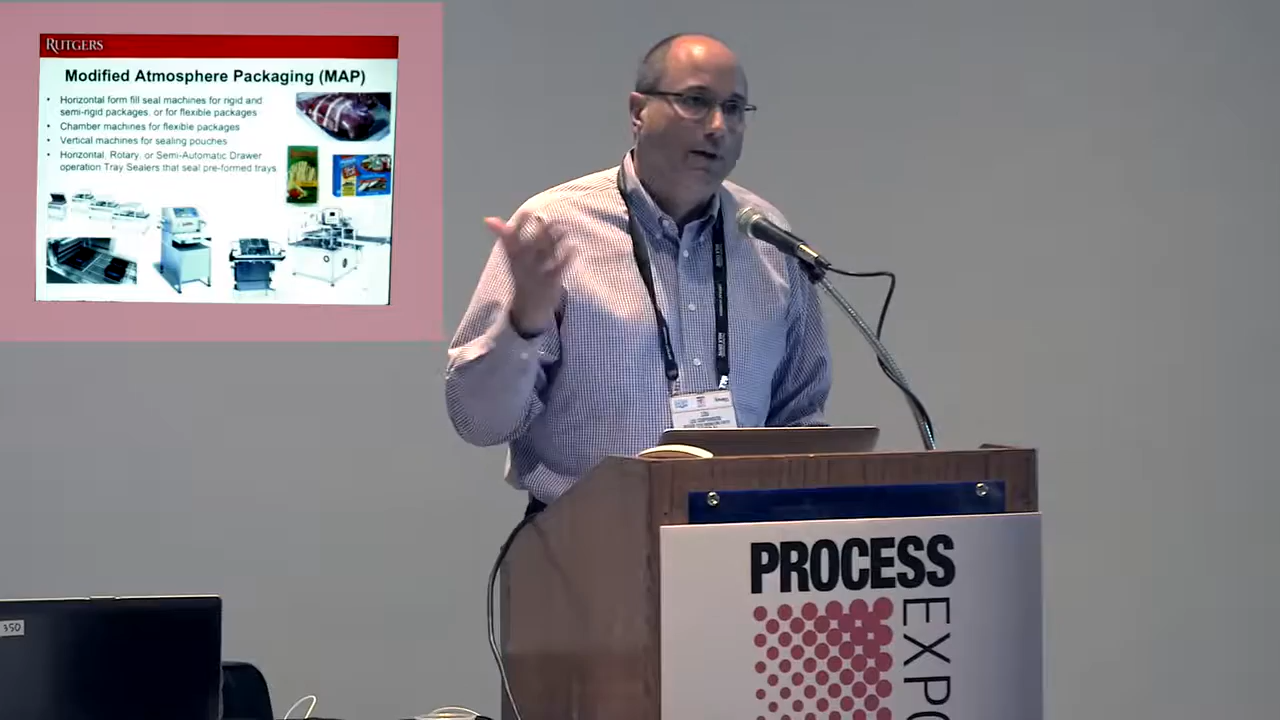 RUTGERS
Modified Atmosphere Packaging (MAP)
• Horizontal form fill seal machines for rigid and
semi-rigid packages, or for flexible packages
• Chamber machines for flexible packages
• Vertical machines for sealing pouches
• Horizontal, Rotary, or Semi-Automatic Drawer
operation Tray Sealers that seal pre-formed trays
PROCESS
EXPO
$50